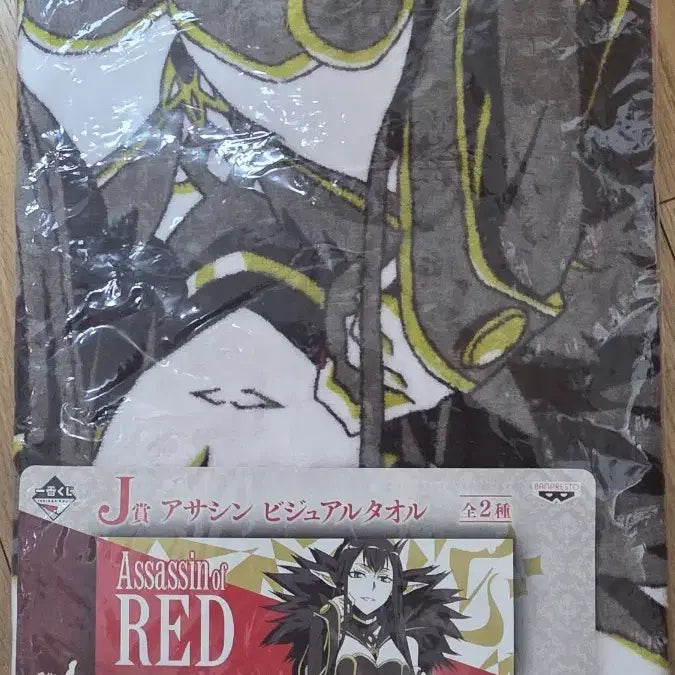 一番くじ
J賞 アサシン ビジュアルタオル 全2種
BANPRESTO
Assassin of
RED